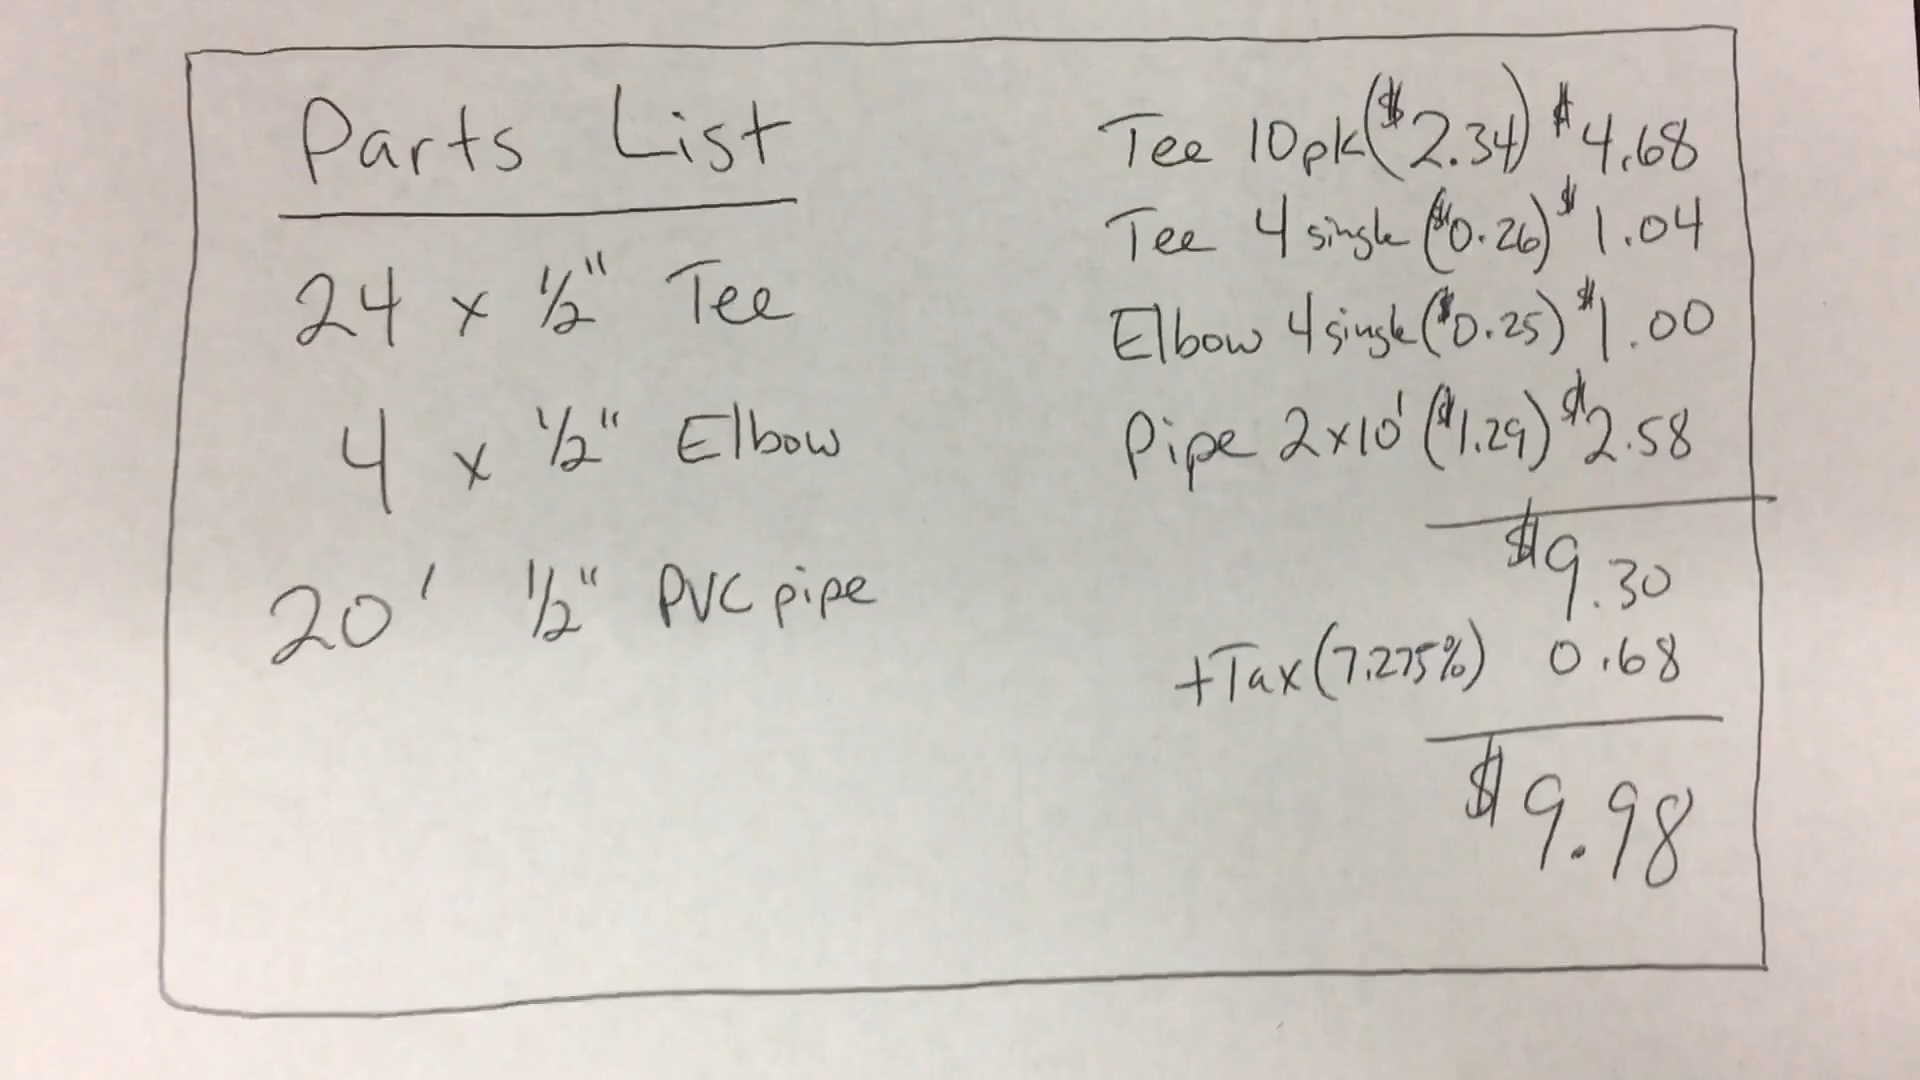 Parts List
24 x 1/2" Tee
4 x 1/2" Elbow
20' 1/2" PVC pipe
Tee 10pk ($2.34) $4.68
Tee 4 single ($0.26) $1.04
Elbow 4 single ($0.25) $1.00
Pipe 2x10' ($1.29) $2.58
$9.30
+Tax (7.275%) 0.68
$9.98